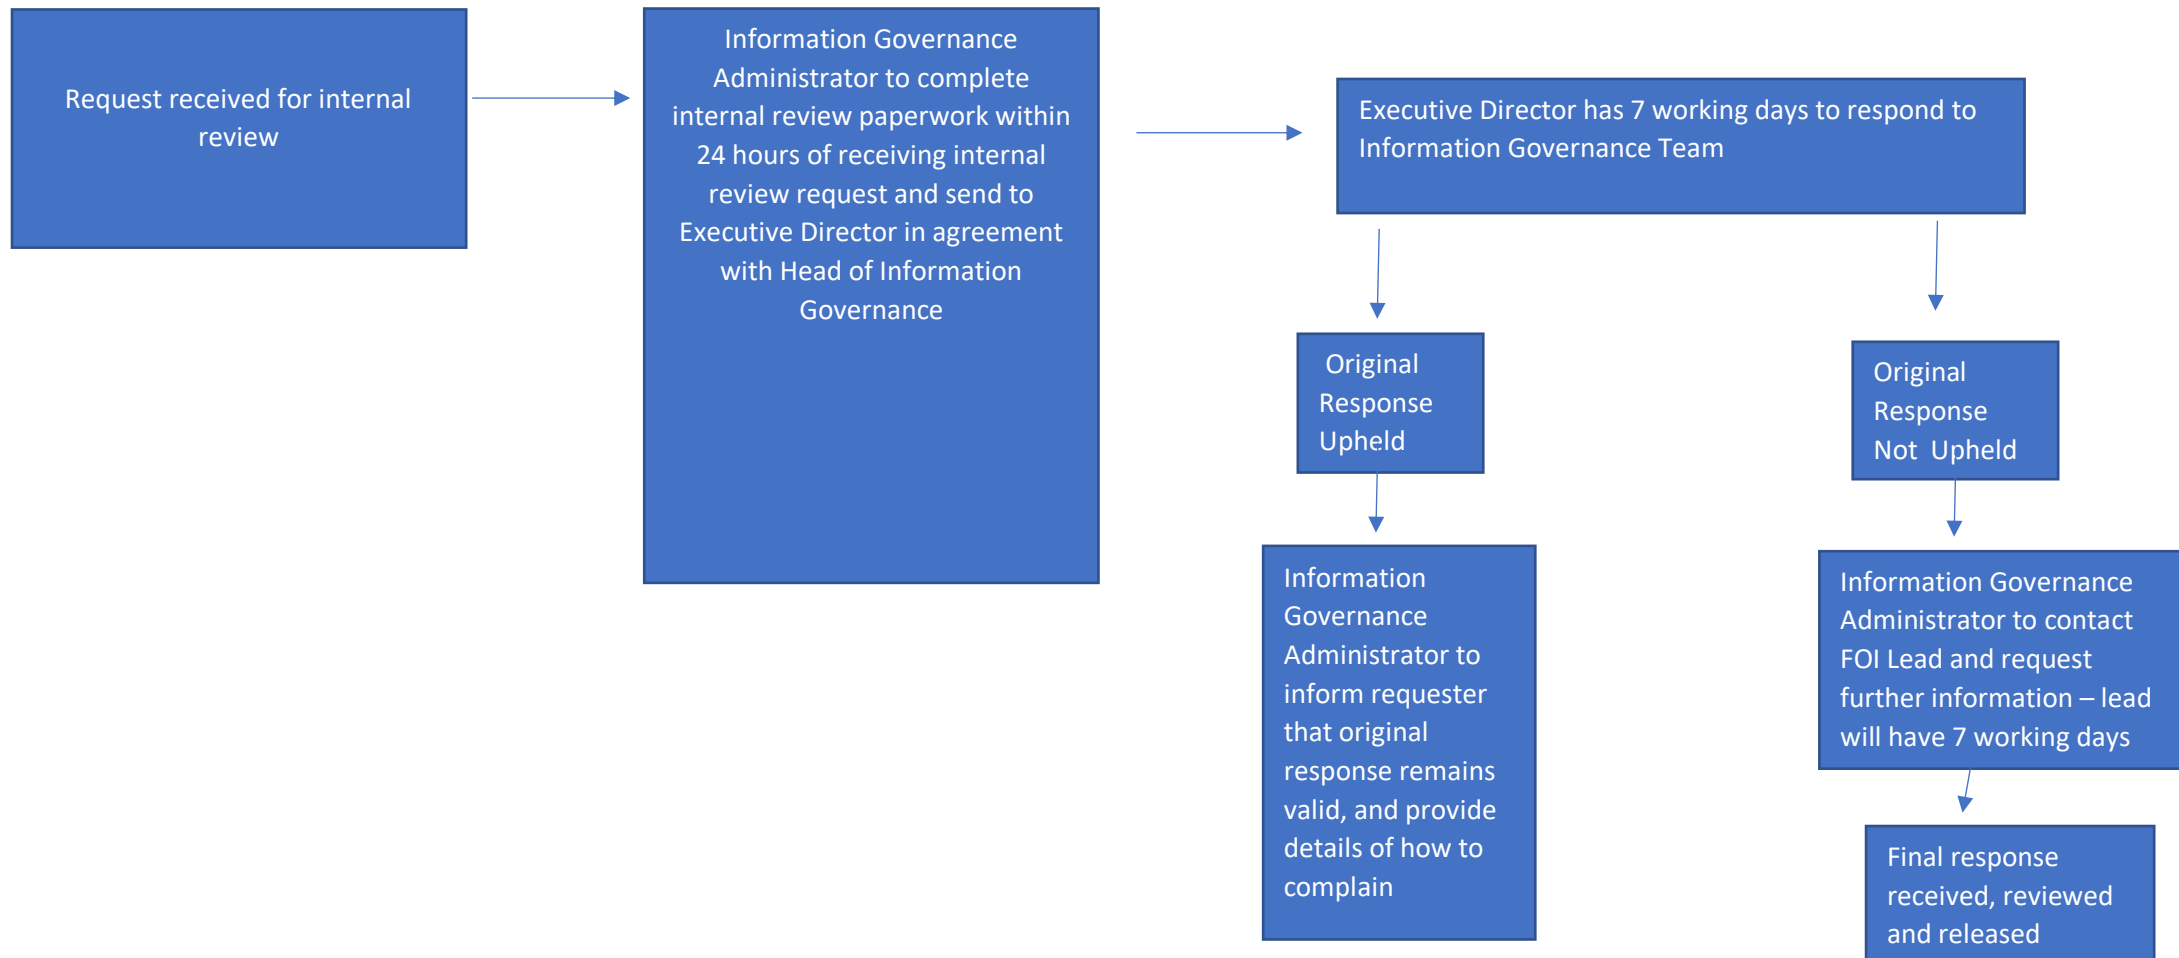 Request received for internal
review
Information Governance
Administrator to complete
internal review paperwork within
24 hours of receiving internal
review request and send to
Executive Director in agreement
with Head of Information
Governance
Executive Director has 7 working days to respond to
Information Governance Team
Original
Response
Upheld
Original
Response
Not  Upheld
Information
Governance
Administrator to
inform requester
that original
response remains
valid, and provide
details of how to
complain
Information Governance
Administrator to contact
FOI Lead and request
further information – lead
will have 7 working days
Final response
received, reviewed
and released